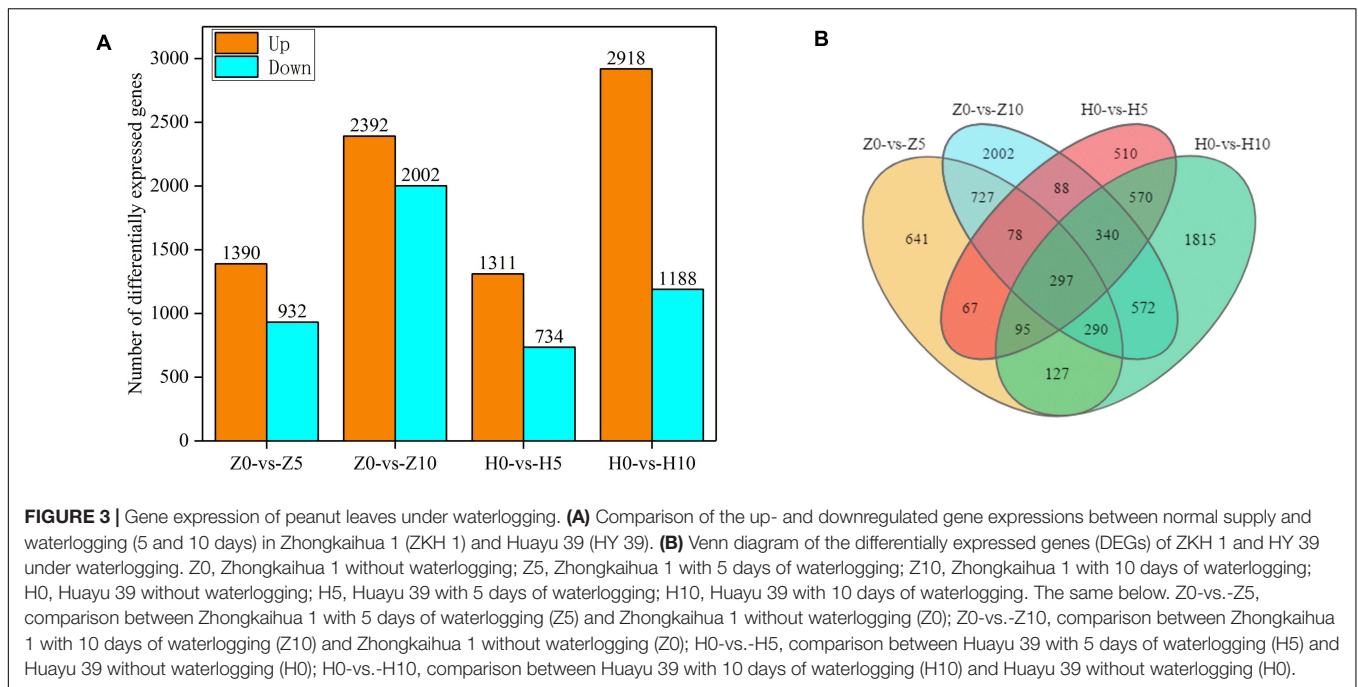 A
Up
Down
Number of differentially expressed genes
3000
2500
2000
1500
1000
500
0
1390
932
2392
2002
1311
734
2918
1188
Z0-vs-Z5
Z0-vs-Z10
H0-vs-H5
H0-vs-H10
B
Z0-vs-Z10
H0-vs-H5
Z0-vs-Z5
H0-vs-H10
2002
510
727
88
570
641
78
340
1815
297
67
95
290
572
127
FIGURE 3 | Gene expression of peanut leaves under waterlogging. (A) Comparison of the up- and downregulated gene expressions between normal supply and
waterlogging (5 and 10 days) in Zhongkaihua 1 (ZKH 1) and Huayu 39 (HY 39). (B) Venn diagram of the differentially expressed genes (DEGs) of ZKH 1 and HY 39
under waterlogging. Z0, Zhongkaihua 1 without waterlogging; Z5, Zhongkaihua 1 with 5 days of waterlogging; Z10, Zhongkaihua 1 with 10 days of waterlogging;
H0, Huayu 39 without waterlogging; H5, Huayu 39 with 5 days of waterlogging; H10, Huayu 39 with 10 days of waterlogging. The same below. Z0-vs.-Z5,
comparison between Zhongkaihua 1 with 5 days of waterlogging (Z5) and Zhongkaihua 1 without waterlogging (Z0); Z0-vs.-Z10, comparison between Zhongkaihua
1 with 10 days of waterlogging (Z10) and Zhongkaihua 1 without waterlogging (Z0); H0-vs.-H5, comparison between Huayu 39 with 5 days of waterlogging (H5) and
Huayu 39 without waterlogging (H0); H0-vs.-H10, comparison between Huayu 39 with 10 days of waterlogging (H10) and Huayu 39 without waterlogging (H0).